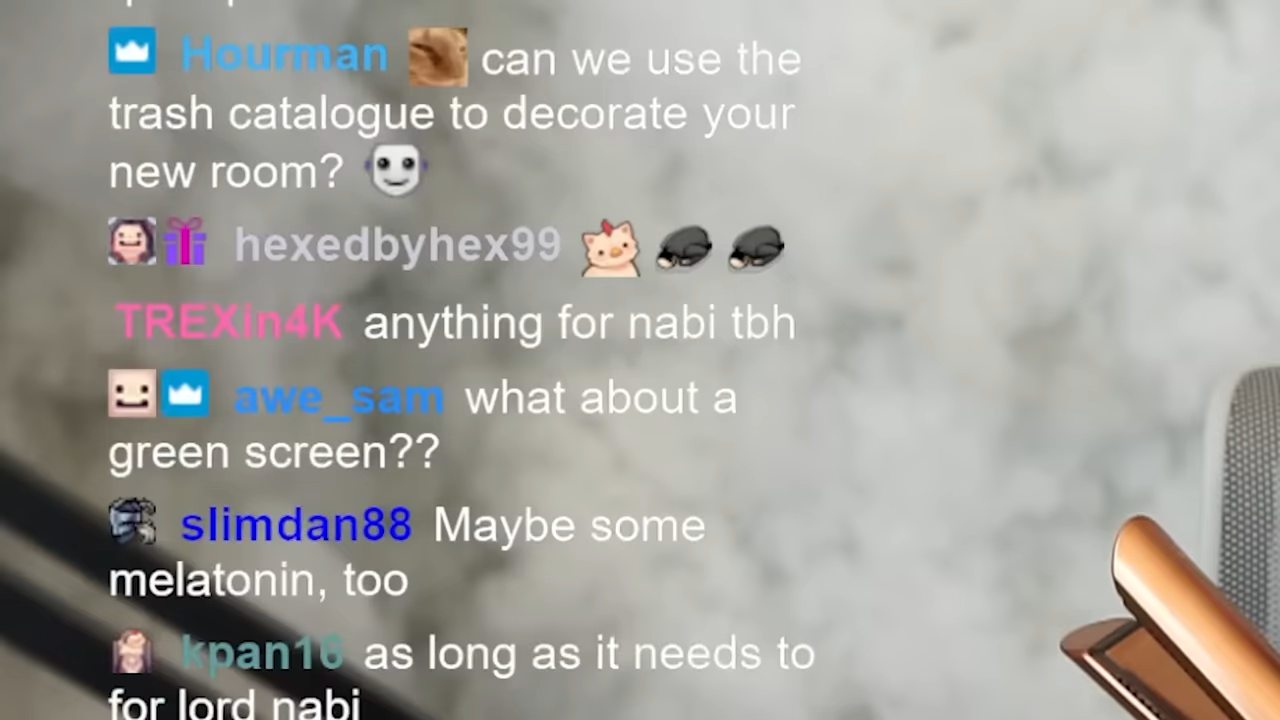 Hourman can we use the
trash catalogue to decorate your
new room?
hexedbyhex99
TREXin4K anything for nabi tbh
awe_sam what about a
green screen??
slimdan88 Maybe some
melatonin, too
kpan16 as long as it needs to
for lord nabi